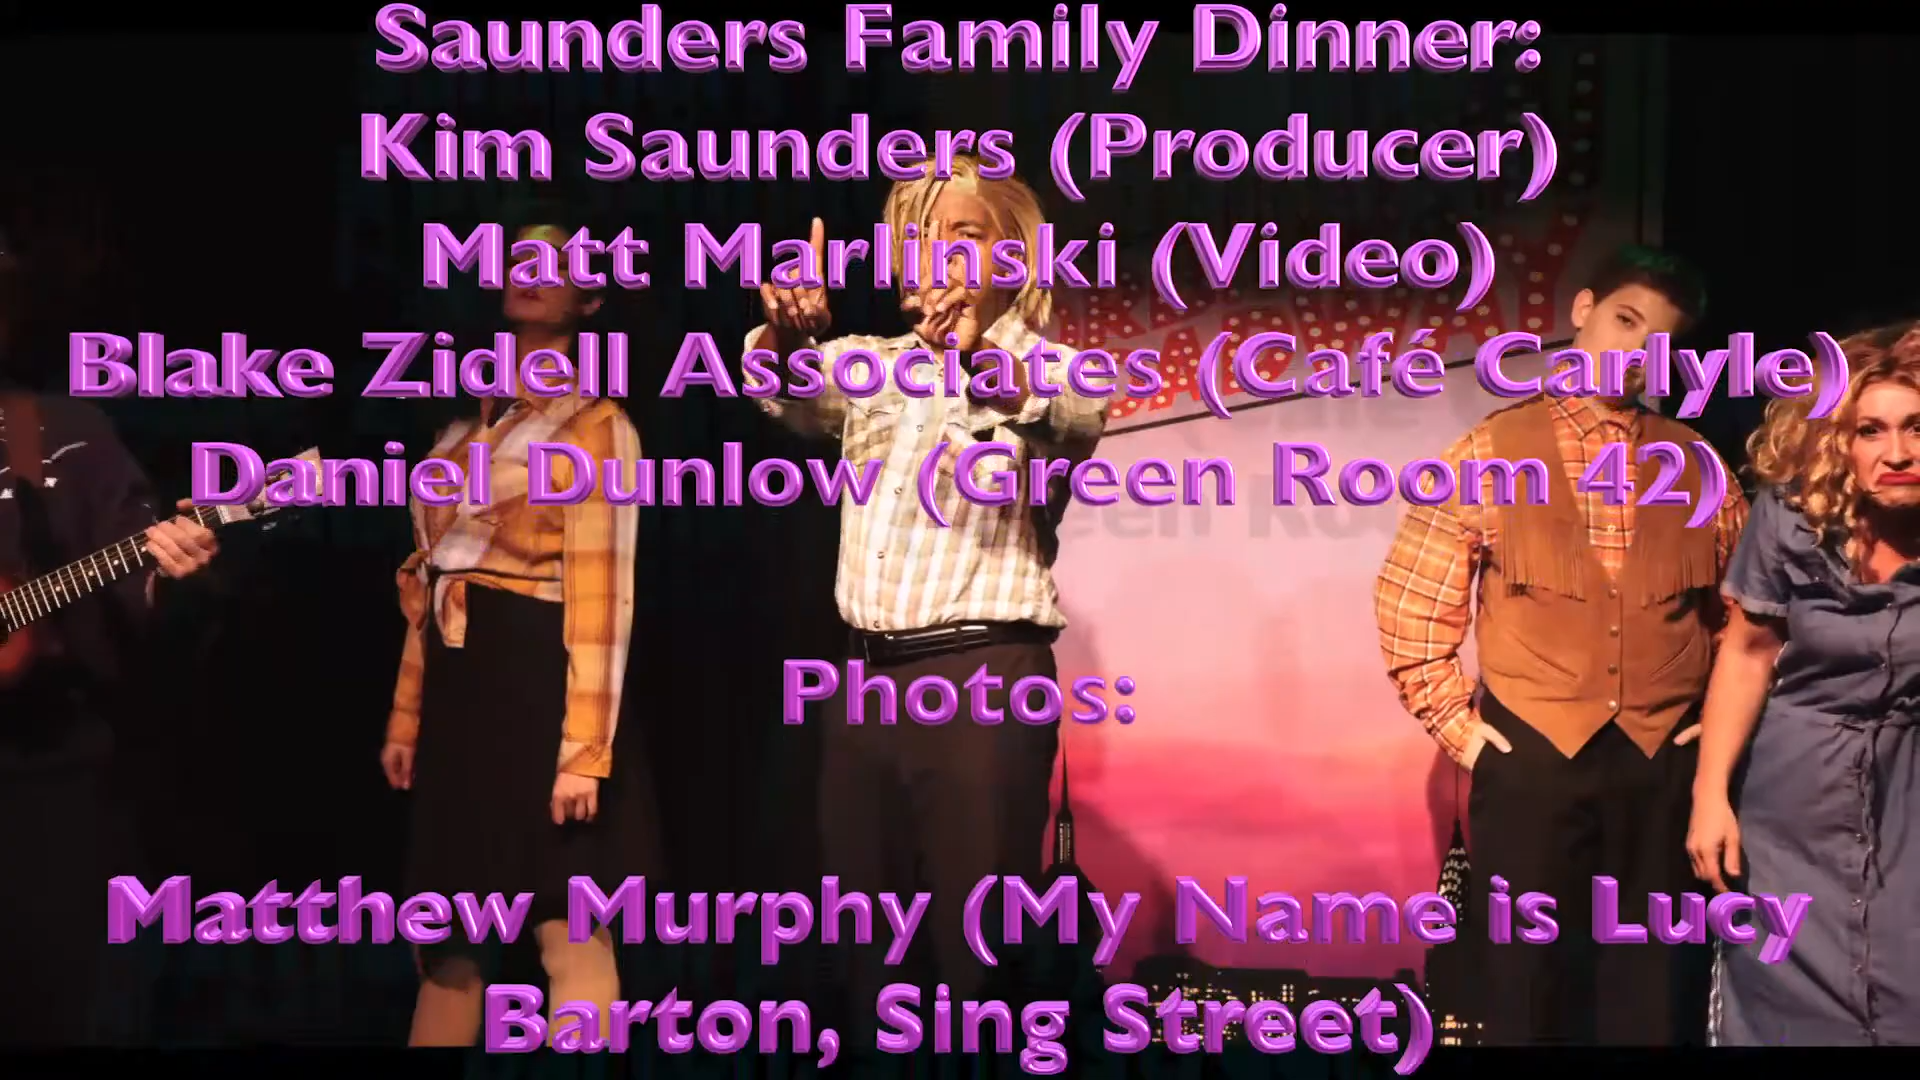 Saunders Family Dinner:
Kim Saunders (Producer)
Matt Marlinski (Video)
Blake Zidell Associates (Café Carlyle)
Daniel Dunlow (Green Room 42)
Photos:
Matthew Murphy (My Name is Lucy
Barton, Sing Street)